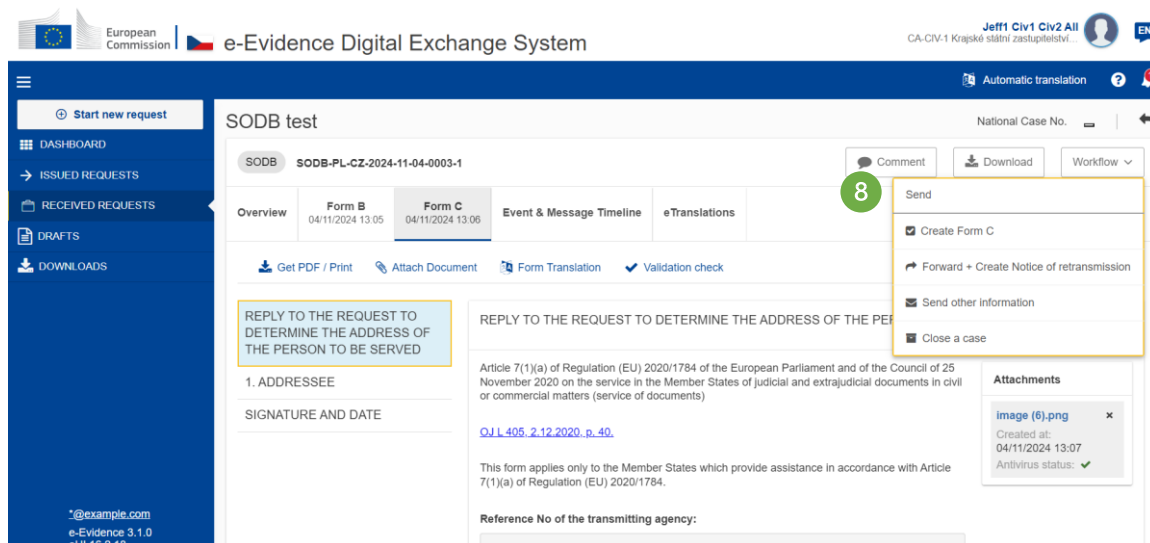 European
Commission
e-Evidence Digital Exchange System
Jeff1 Civ1 Civ2 All
CA-CIV-1 Krajské státní zastupitelství...
EN
Automatic translation
Start new request
SODB test
National Case No.
DASHBOARD
ISSUED REQUESTS
RECEIVED REQUESTS
DRAFTS
DOWNLOADS
SODB SODB-PL-CZ-2024-11-04-0003-1
Comment
Download
Workflow
8
Send
Create Form C
Forward + Create Notice of retransmission
Send other information
Close a case
Overview
Form B
04/11/2024 13:05
Form C
04/11/2024 13:06
Event & Message Timeline
eTranslations
Get PDF / Print
Attach Document
Form Translation
Validation check
REPLY TO THE REQUEST TO
DETERMINE THE ADDRESS OF
THE PERSON TO BE SERVED
1. ADDRESSEE
SIGNATURE AND DATE
REPLY TO THE REQUEST TO DETERMINE THE ADDRESS OF THE
Article 7(1)(a) of Regulation (EU) 2020/1784 of the European Parliament and of the Council of 25
November 2020 on the service in the Member States of judicial and extrajudicial documents in civil
or commercial matters (service of documents)
OJ L 405, 2.12.2020, p. 40.
This form applies only to the Member States which provide assistance in accordance with Article
7(1)(a) of Regulation (EU) 2020/1784.
Reference No of the transmitting agency:
Attachments
image (6).png
Created at:
04/11/2024 13:07
Antivirus status:
*@example.com
e-Evidence 3.1.0